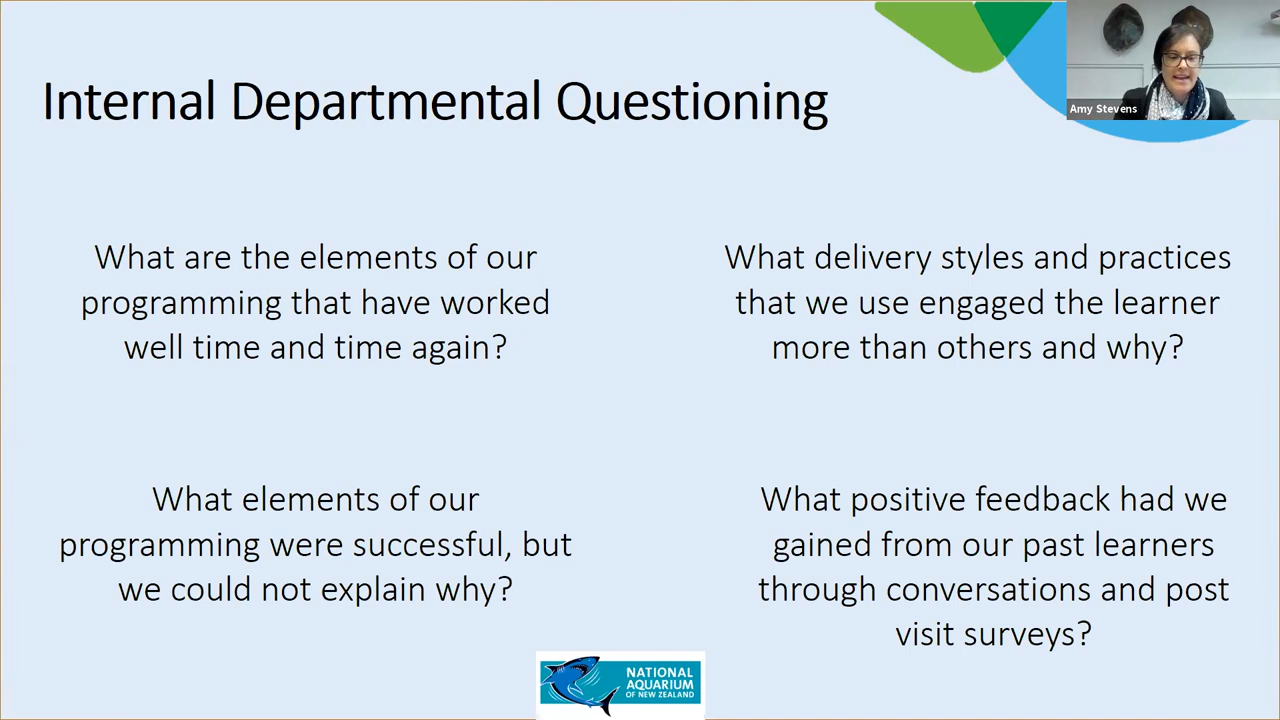 Internal Departmental Questioning
Amy Stevens
What are the elements of our
programming that have worked
well time and time again?
What delivery styles and practices
that we use engaged the learner
more than others and why?
What elements of our
programming were successful, but
we could not explain why?
What positive feedback had we
gained from our past learners
through conversations and post
visit surveys?
NATIONAL
AQUARIUM
OF NEW ZEALAND